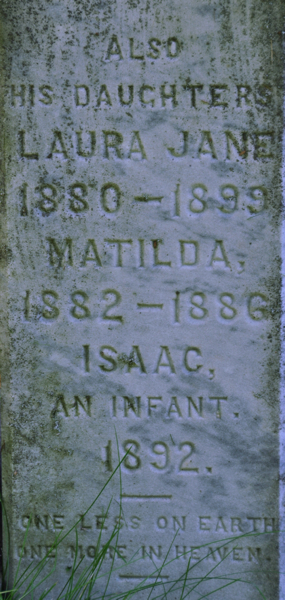 ALSO
HIS DAUGHTERS
LAURA JANE
1880 – 1899
MATILDA,
1882 – 1886
ISAAC,
AN INFANT.
1892.
ONE LESS ON EARTH
ONE MORE IN HEAVEN.